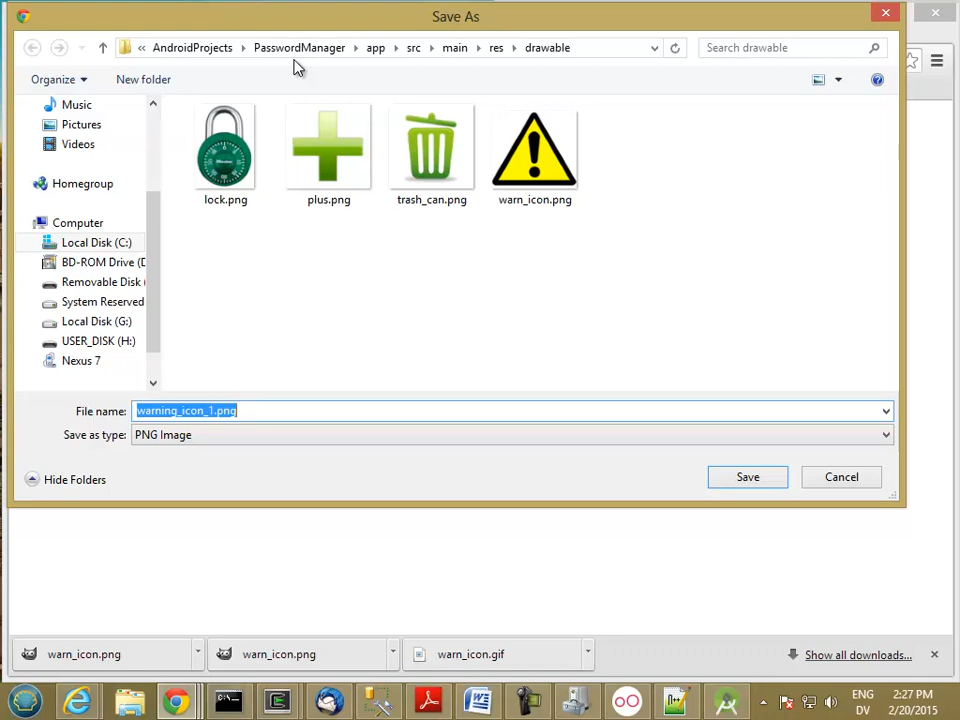 Save As
« AndroidProjects PasswordManager app src main res drawable
Search drawable
Organize
New folder
Music
Pictures
Videos
Homegroup
Computer
Local Disk (C:)
BD-ROM Drive (D
Removable Disk (
System Reserved
Local Disk (G:)
USER_DISK (H:)
Nexus 7
lock.png
plus.png
trash_can.png
warn_icon.png
File name:
warning_icon_1.png
Save as type:
PNG Image
Hide Folders
Save
Cancel
warn_icon.png
warn_icon.png
warn_icon.gif
Show all downloads...
ENG
2:27 PM
DV
2/20/2015